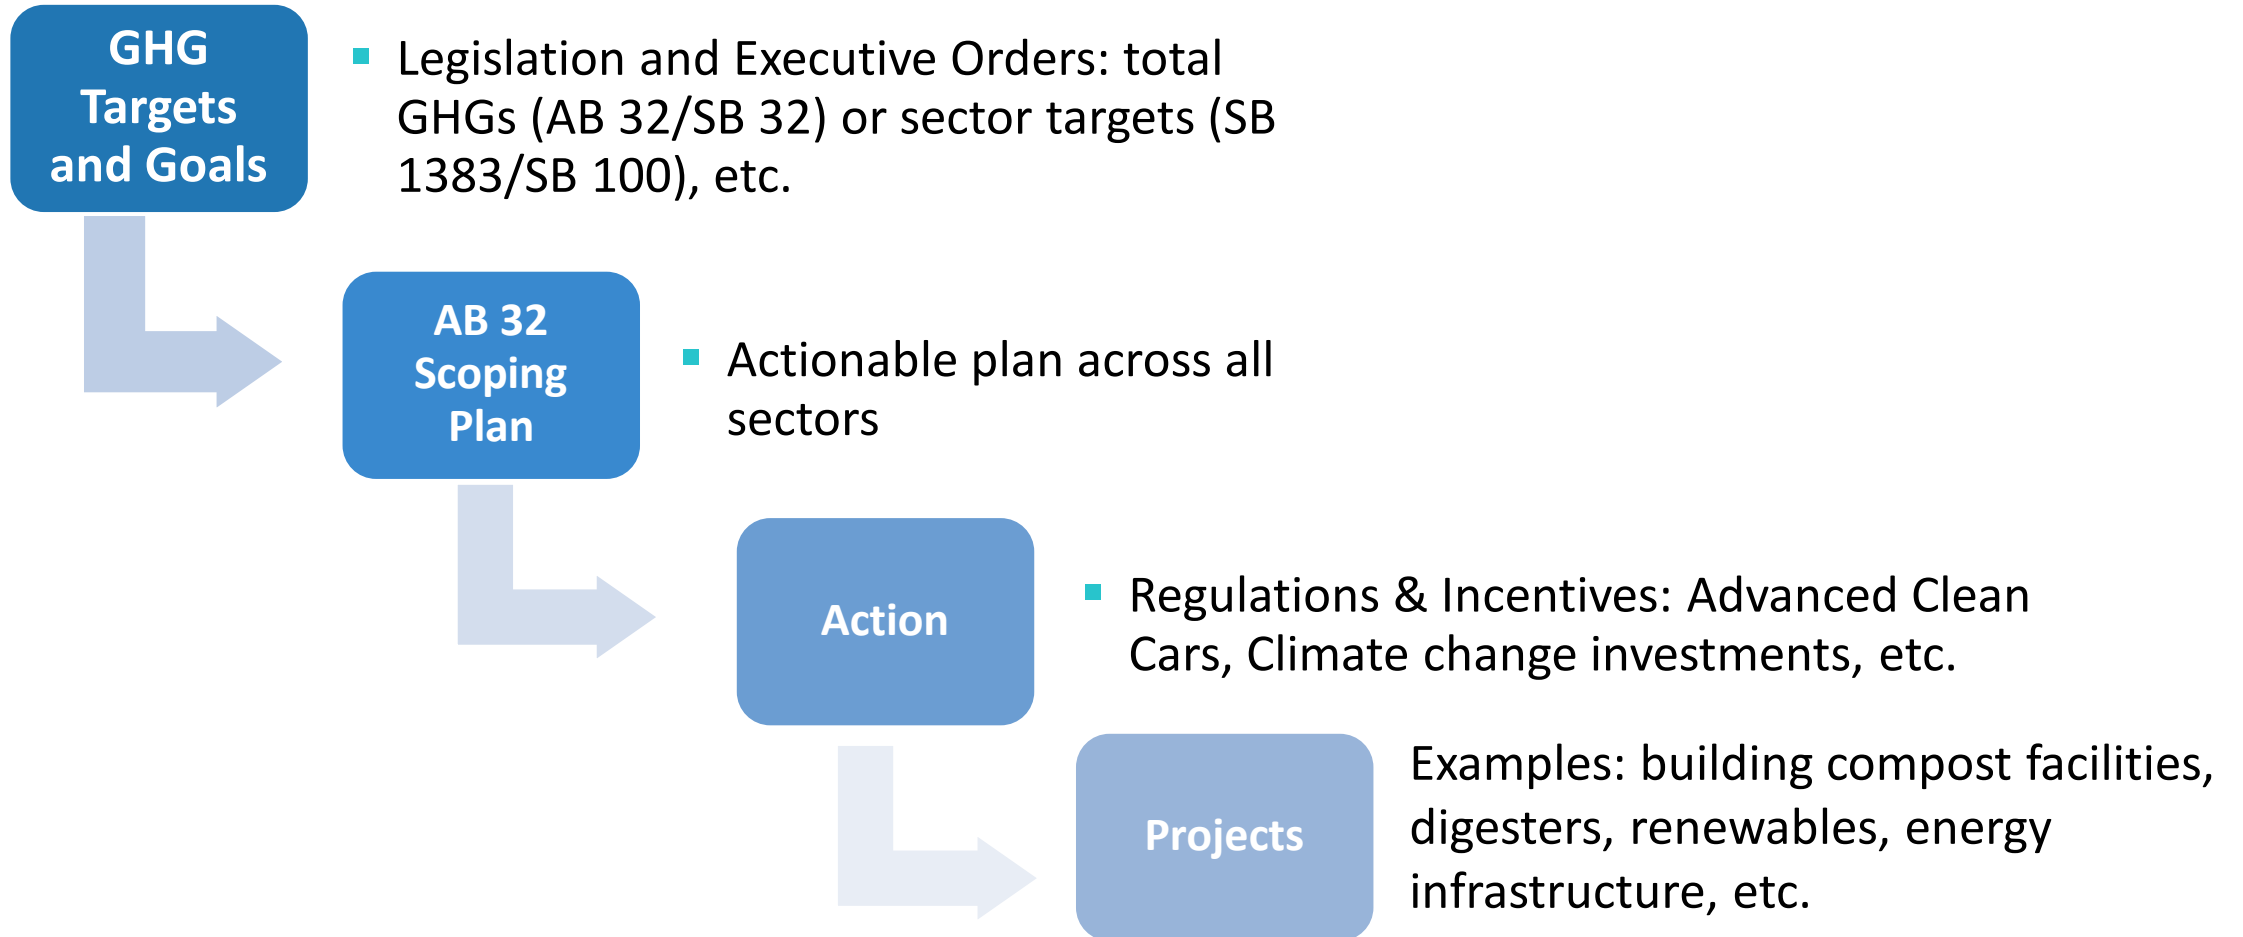 GHG
Targets
and Goals
▪ Legislation and Executive Orders: total
GHGs (AB 32/SB 32) or sector targets (SB
1383/SB 100), etc.
AB 32
Scoping
Plan
▪ Actionable plan across all
sectors
Action
▪ Regulations & Incentives: Advanced Clean
Cars, Climate change investments, etc.
Projects
Examples: building compost facilities,
digesters, renewables, energy
infrastructure, etc.